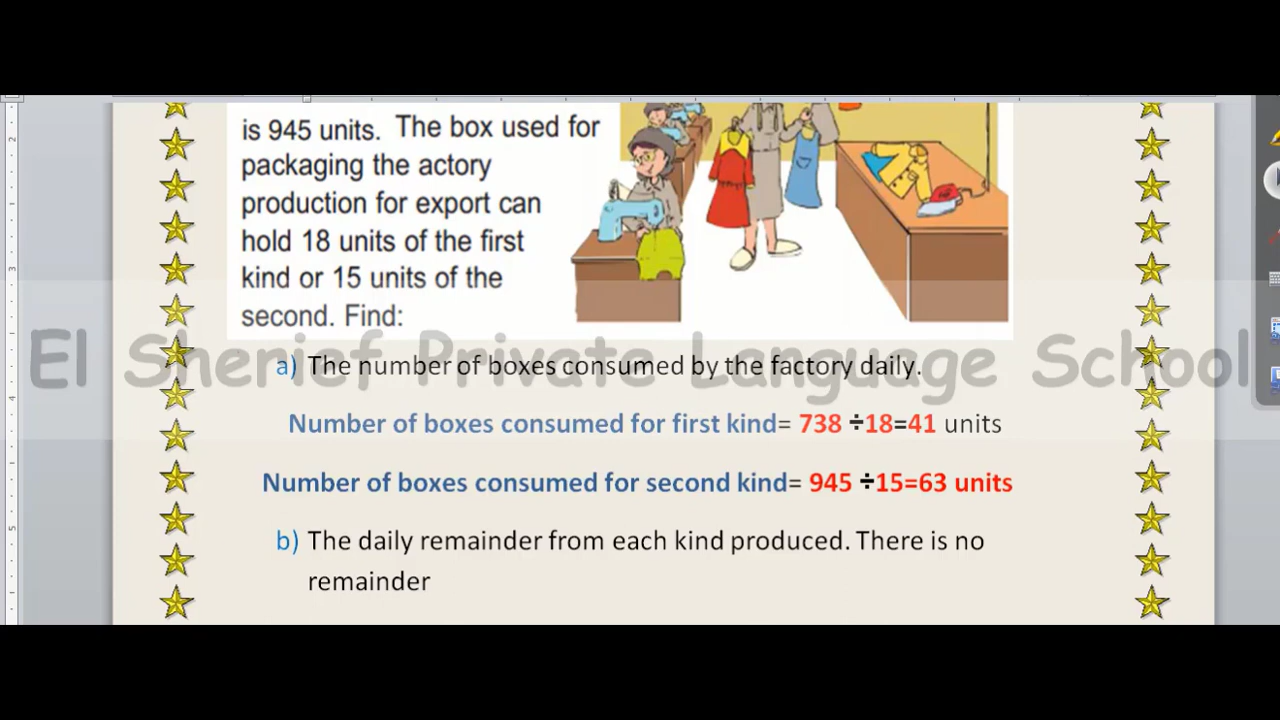 is 945 units. The box used for
packaging the actory
production for export can
hold 18 units of the first
kind or 15 units of the
second. Find:
El Sherief Private Language School
a) The number of boxes consumed by the factory daily.
Number of boxes consumed for first kind= 738 ÷18=41 units
Number of boxes consumed for second kind= 945 ÷15=63 units
b) The daily remainder from each kind produced. There is no
remainder